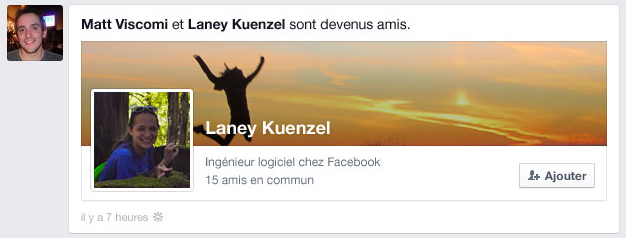 Matt Viscomi et Laney Kuenzel sont devenus amis.
Laney Kuenzel
Ingénieur logiciel chez Facebook
15 amis en commun
Ajouter
il y a 7 heures